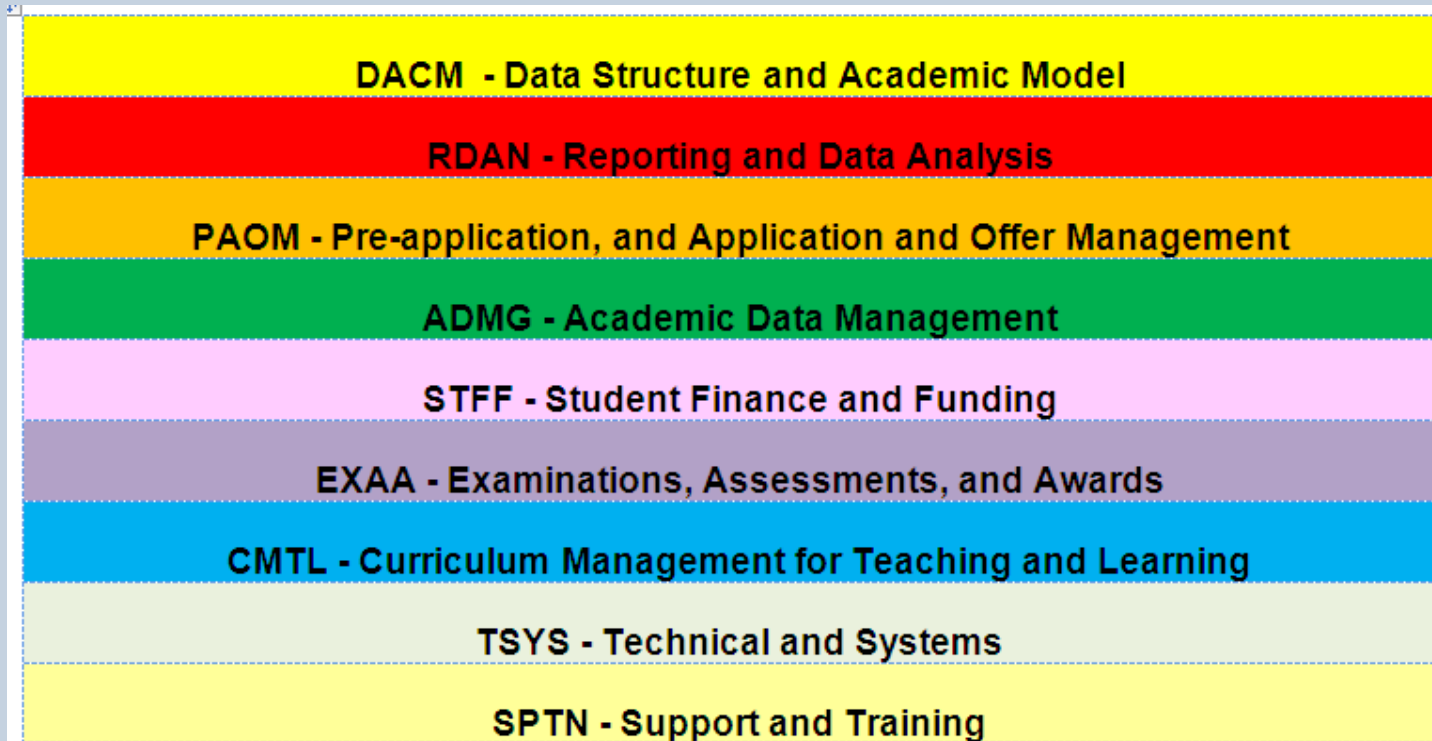 DACM  - Data Structure and Academic Model
RDAN - Reporting and Data Analysis
PAOM - Pre-application, and Application and Offer Management
ADMG - Academic Data Management
STFF - Student Finance and Funding
EXAA - Examinations, Assessments, and Awards
CMTL - Curriculum Management for Teaching and Learning
TSYS - Technical and Systems
SPTN - Support and Training